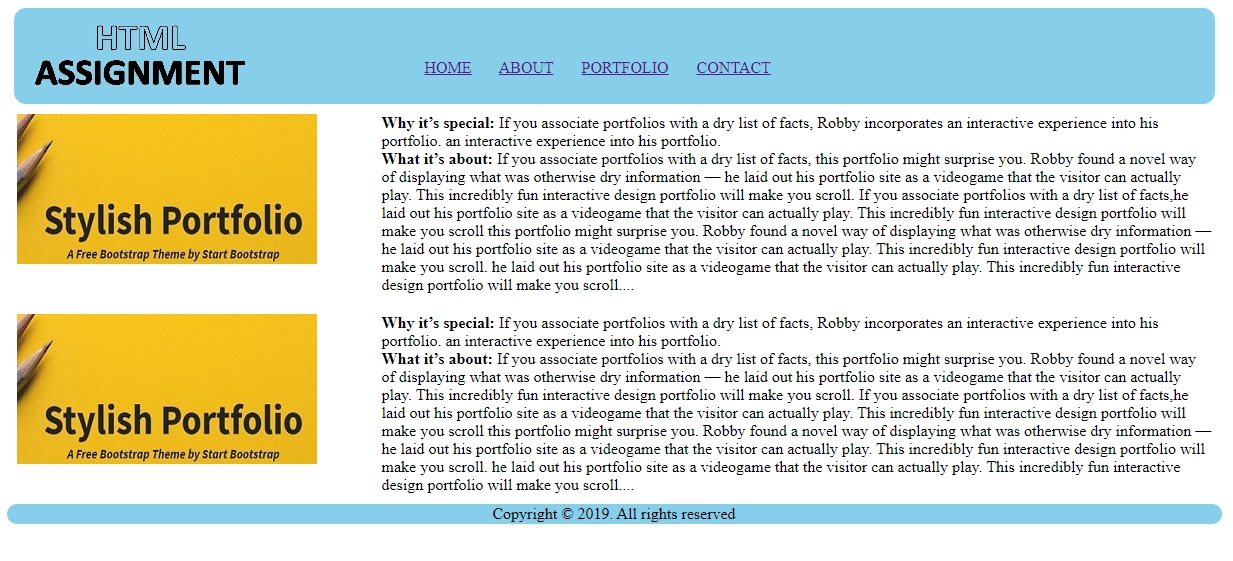 HTML
ASSIGNMENT
HOME ABOUT PORTFOLIO CONTACT
Stylish Portfolio
A Free Bootstrap Theme by Start Bootstrap
Why it’s special: If you associate portfolios with a dry list of facts, Robby incorporates an interactive experience into his
portfolio. an interactive experience into his portfolio.
What it’s about: If you associate portfolios with a dry list of facts, this portfolio might surprise you. Robby found a novel way
of displaying what was otherwise dry information — he laid out his portfolio site as a videogame that the visitor can actually
play. This incredibly fun interactive design portfolio will make you scroll. If you associate portfolios with a dry list of facts,he
laid out his portfolio site as a videogame that the visitor can actually play. This incredibly fun interactive design portfolio will
make you scroll this portfolio might surprise you. Robby found a novel way of displaying what was otherwise dry information —
he laid out his portfolio site as a videogame that the visitor can actually play. This incredibly fun interactive design portfolio will
make you scroll. he laid out his portfolio site as a videogame that the visitor can actually play. This incredibly fun interactive
design portfolio will make you scroll....
Stylish Portfolio
A Free Bootstrap Theme by Start Bootstrap
Why it’s special: If you associate portfolios with a dry list of facts, Robby incorporates an interactive experience into his
portfolio. an interactive experience into his portfolio.
What it’s about: If you associate portfolios with a dry list of facts, this portfolio might surprise you. Robby found a novel way
of displaying what was otherwise dry information — he laid out his portfolio site as a videogame that the visitor can actually
play. This incredibly fun interactive design portfolio will make you scroll. If you associate portfolios with a dry list of facts,he
laid out his portfolio site as a videogame that the visitor can actually play. This incredibly fun interactive design portfolio will
make you scroll this portfolio might surprise you. Robby found a novel way of displaying what was otherwise dry information —
he laid out his portfolio site as a videogame that the visitor can actually play. This incredibly fun interactive design portfolio will
make you scroll. he laid out his portfolio site as a videogame that the visitor can actually play. This incredibly fun interactive
design portfolio will make you scroll....
Copyright © 2019. All rights reserved